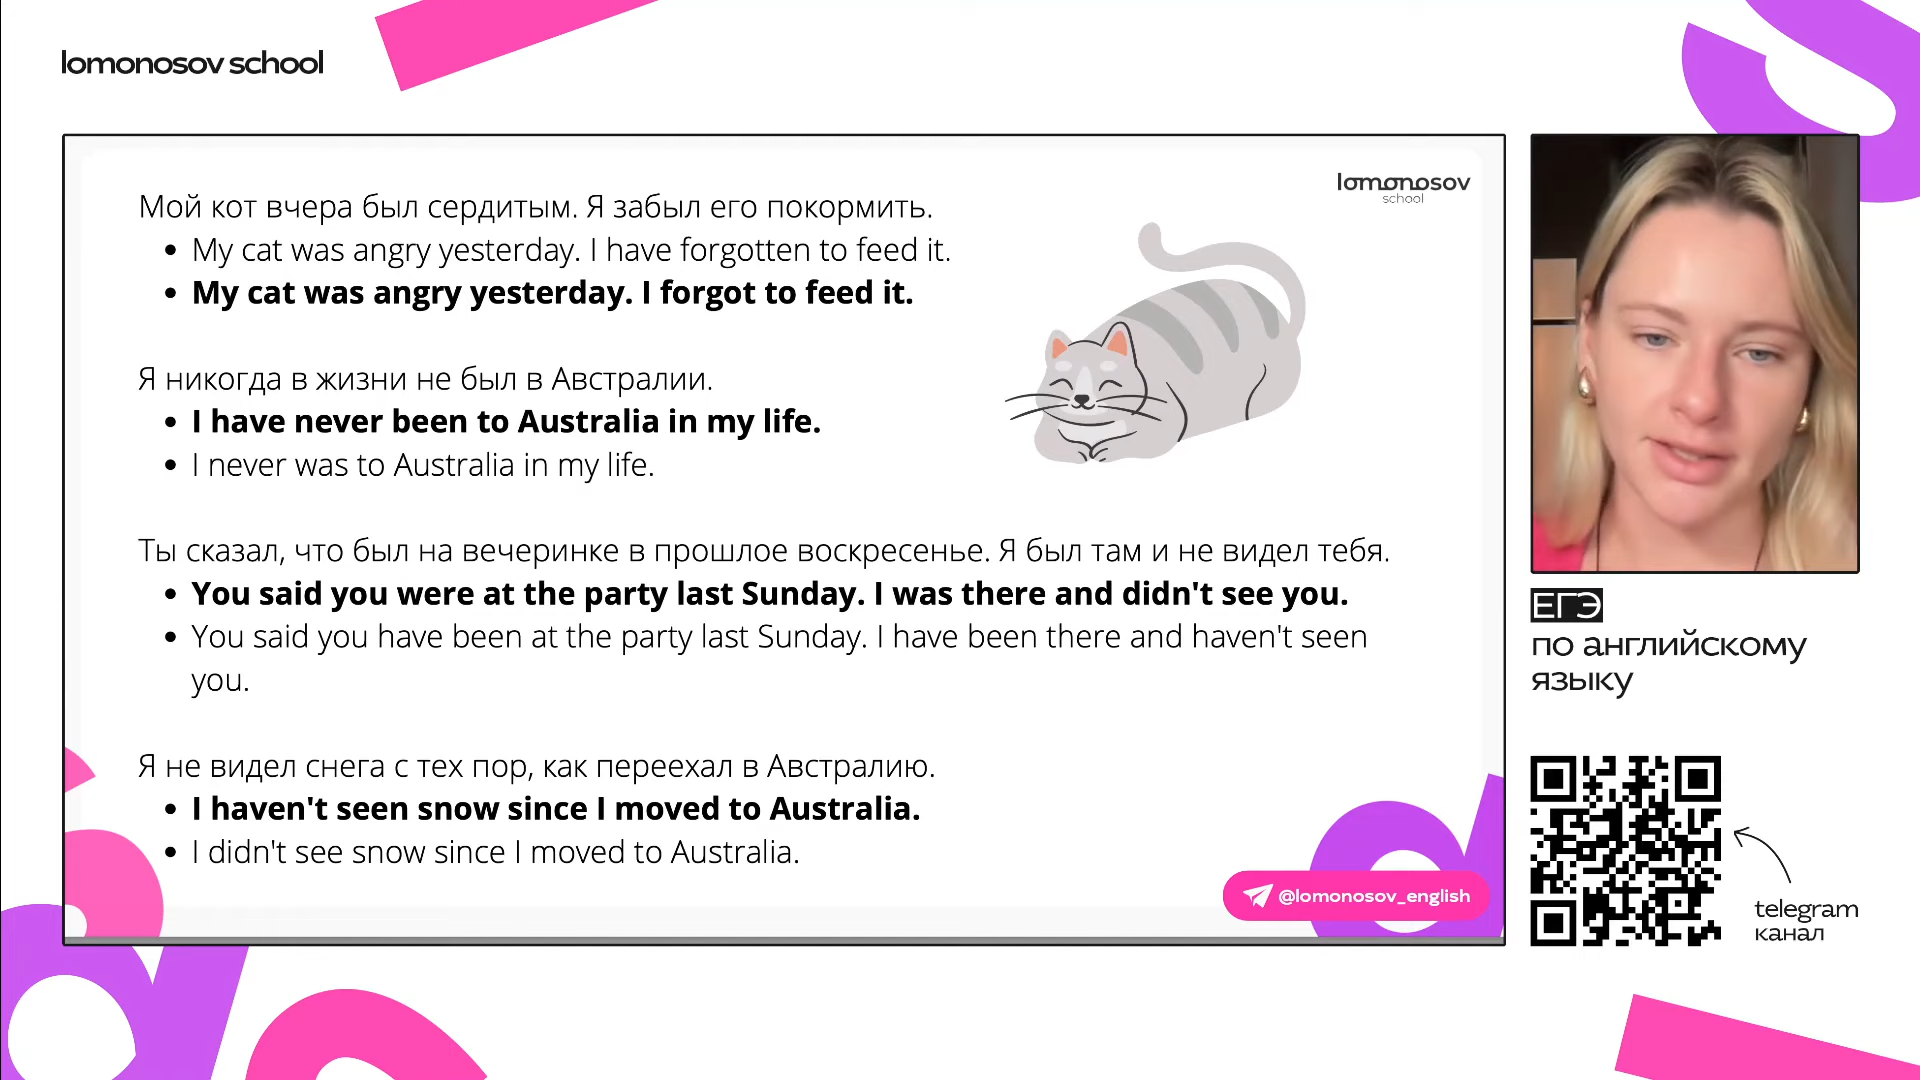 lomonosov school
lomonosov
school
Мой кот вчера был сердитым. Я забыл его покормить.
• My cat was angry yesterday. I have forgotten to feed it.
• My cat was angry yesterday. I forgot to feed it.
Я никогда в жизни не был в Австралии.
• I have never been to Australia in my life.
• I never was to Australia in my life.
Ты сказал, что был на вечеринке в прошлое воскресенье. Я был там и не видел тебя.
• You said you were at the party last Sunday. I was there and didn't see you.
• You said you have been at the party last Sunday. I have been there and haven't seen
you.
Я не видел снега с тех пор, как переехал в Австралию.
• I haven't seen snow since I moved to Australia.
• I didn't see snow since I moved to Australia.
@lomonosov_english
ЕГЭ
по английскому
языку
telegram
канал